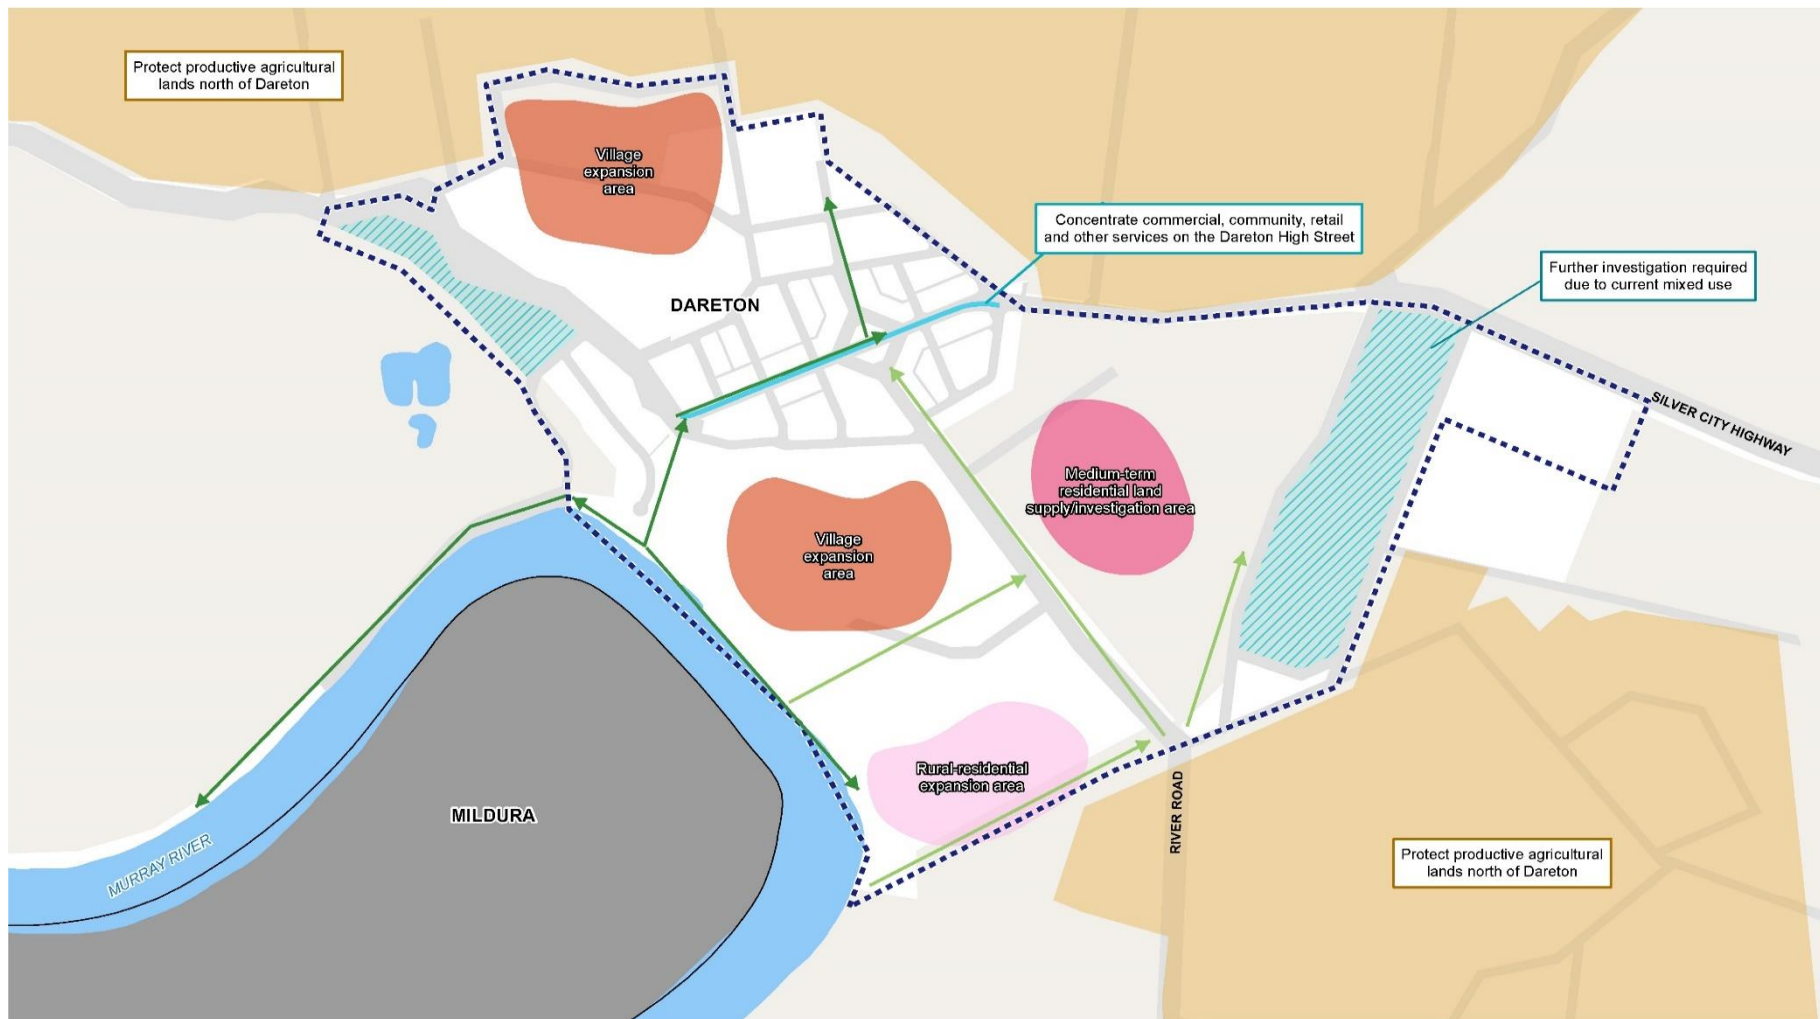 Protect productive agricultural
lands north of Dareton
Village
expansion
area
Concentrate commercial, community, retail
and other services on the Dareton High Street
Further investigation required
due to current mixed use
DARETON
SILVER CITY HIGHWAY
Medium-term
residential land
supply/investigation area
Village
expansion
area
Rural-residential
expansion area
RIVER ROAD
MILDURA
MURRAY RIVER
Protect productive agricultural
lands north of Dareton